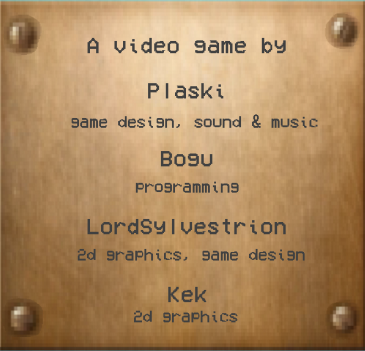 A video game by
Plaski
game design, sound & music
Bogu
programming
LordSylvestrion
2d graphics, game design
Kek
2d graphics